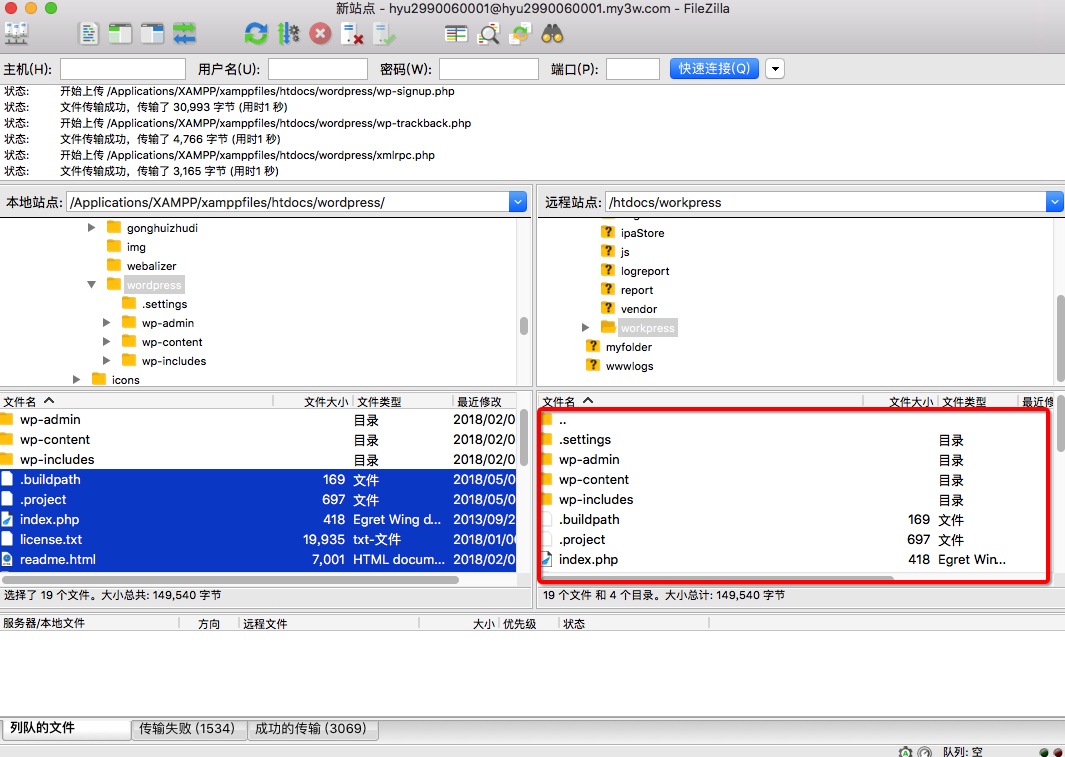 新站点 - hyu2990060001@hyu2990060001.my3w.com - FileZilla
主机(H): 用户名(U): 密码(W): 端口(P): 快速连接(Q)
状态: 开始上传 /Applications/XAMPP/xamppfiles/htdocs/wordpress/wp-signup.php
状态: 文件传输成功，传输了 30,993 字节 (用时1 秒)
状态: 开始上传 /Applications/XAMPP/xamppfiles/htdocs/wordpress/wp-trackback.php
状态: 文件传输成功，传输了 4,766 字节 (用时1 秒)
状态: 开始上传 /Applications/XAMPP/xamppfiles/htdocs/wordpress/xmlrpc.php
状态: 文件传输成功，传输了 3,165 字节 (用时1 秒)
本地站点: /Applications/XAMPP/xamppfiles/htdocs/wordpress/
gonghuizhudi
img
webalizer
wordpress
.settings
wp-admin
wp-content
wp-includes
icons
文件名 文件大小 文件类型 最近修改
wp-admin 目录 2018/02/0
wp-content 目录 2018/02/0
wp-includes 目录 2018/02/0
.buildpath 169 文件 2018/05/0
.project 697 文件 2018/05/0
index.php 418 Egret Wing d... 2013/09/2
license.txt 19,935 txt-文件 2018/01/0
readme.html 7,001 HTML docum... 2018/02/0
选择了 19 个文件。大小总共: 149,540 字节
远程站点: /htdocs/workpress
ipaStore
js
logreport
report
vendor
workpress
myfolder
wwwlogs
文件名 文件大小 文件类型 最近修
..
.settings 目录
wp-admin 目录
wp-content 目录
wp-includes 目录
.buildpath 169 文件
.project 697 文件
index.php 418 Egret Win...
19 个文件 和 4 个目录。大小总计: 149,540 字节
服务器/本地文件 方向 远程文件 大小 优先级 状态
列队的文件 传输失败 (1534) 成功的传输 (3069)
队列: 空